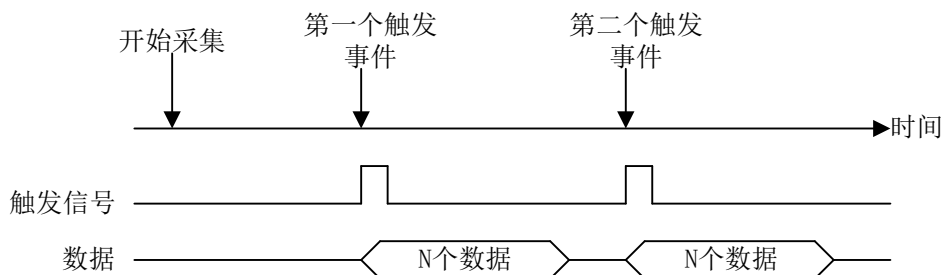 开始采集
第一个触发
事件
第二个触发
事件
时间
触发信号
数据
N个数据
N个数据